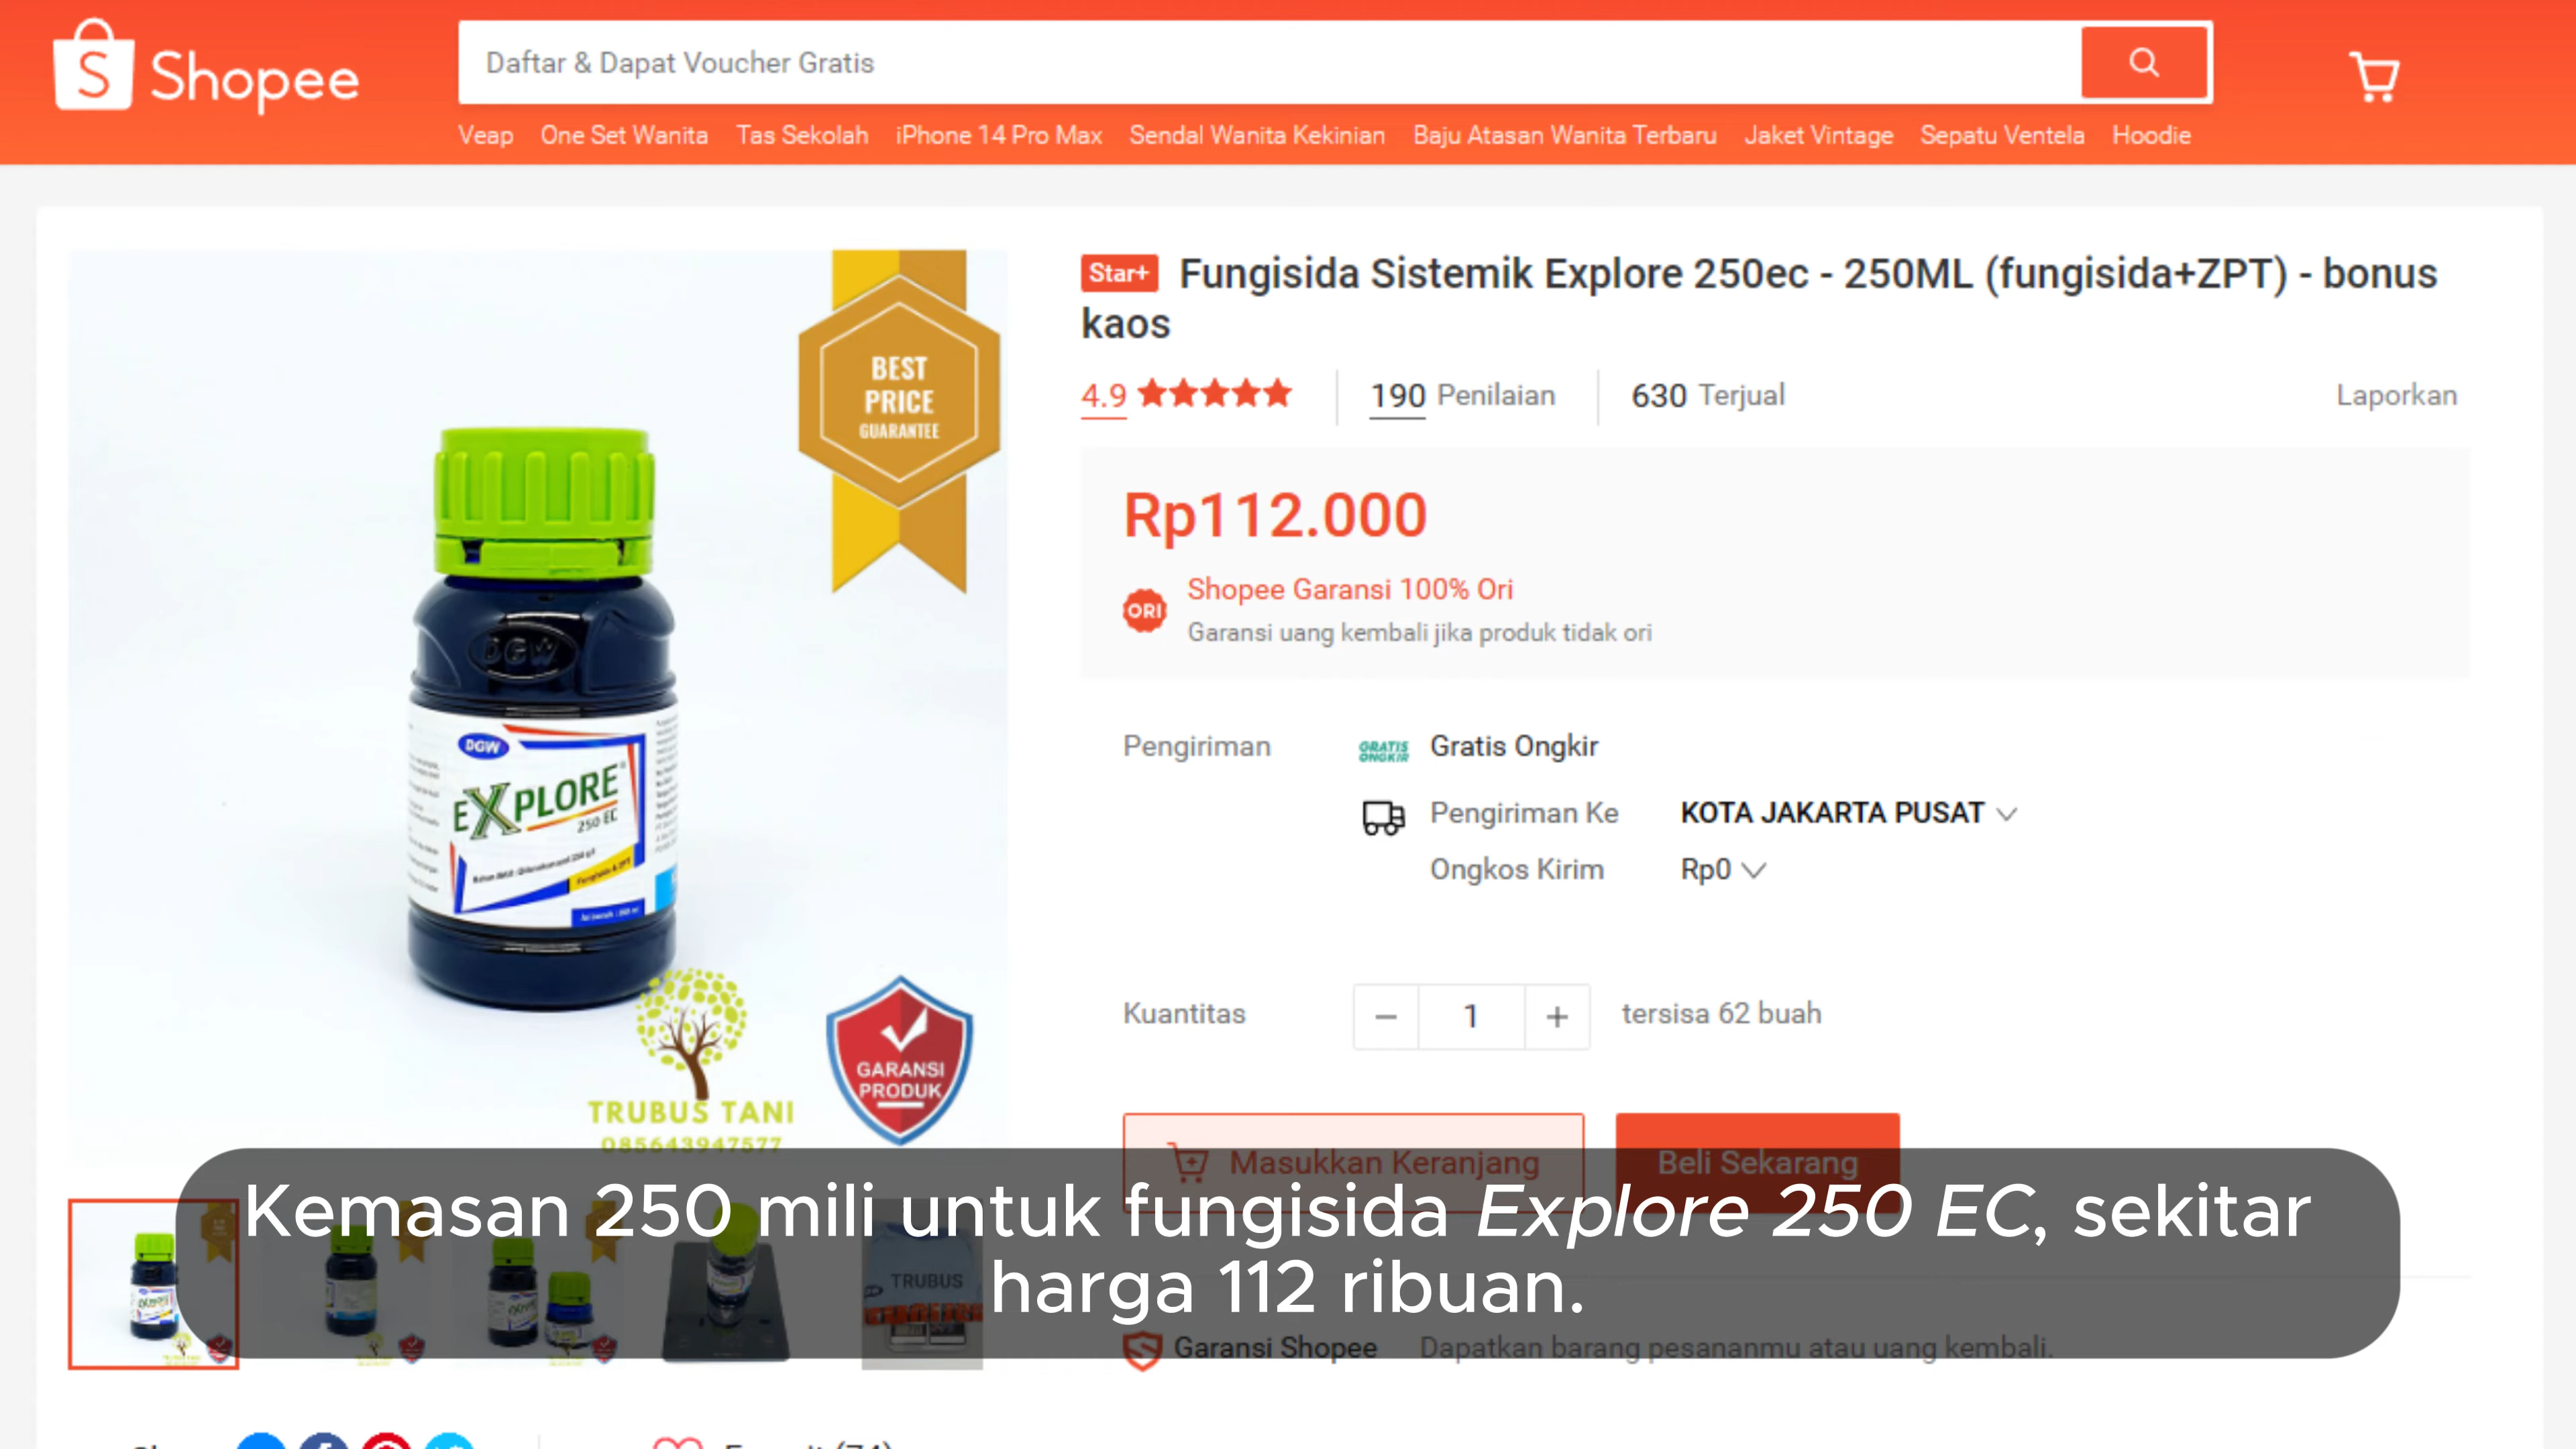 Shopee
Daftar & Dapat Voucher Gratis
Veap One Set Wanita Tas Sekolah iPhone 14 Pro Max Sendal Wanita Kekinian Baju Atasan Wanita Terbaru Jaket Vintage Sepatu Ventela Hoodie
BEST
PRICE
GUARANTEE
DGW
DGW
EXPLORE
250 EC
TRUBUS TANI
085643947577
GARANSI
PRODUK
Star+ Fungisida Sistemik Explore 250ec - 250ML (fungisida+ZPT) - bonus
kaos
4.9 190 Penilaian 630 Terjual Laporkan
Rp112.000
ORI Shopee Garansi 100% Ori
Garansi uang kembali jika produk tidak ori
Pengiriman GRATIS ONGKIR Gratis Ongkir
Pengiriman Ke KOTA JAKARTA PUSAT
Ongkos Kirim Rp0
Kuantitas − 1 + tersisa 62 buah
Masukkan Keranjang Beli Sekarang
Kemasan 250 mili untuk fungisida Explore 250 EC, sekitar
harga 112 ribuan.
TRUBUS
Garansi Shopee Dapatkan barang pesananmu atau uang kembali.